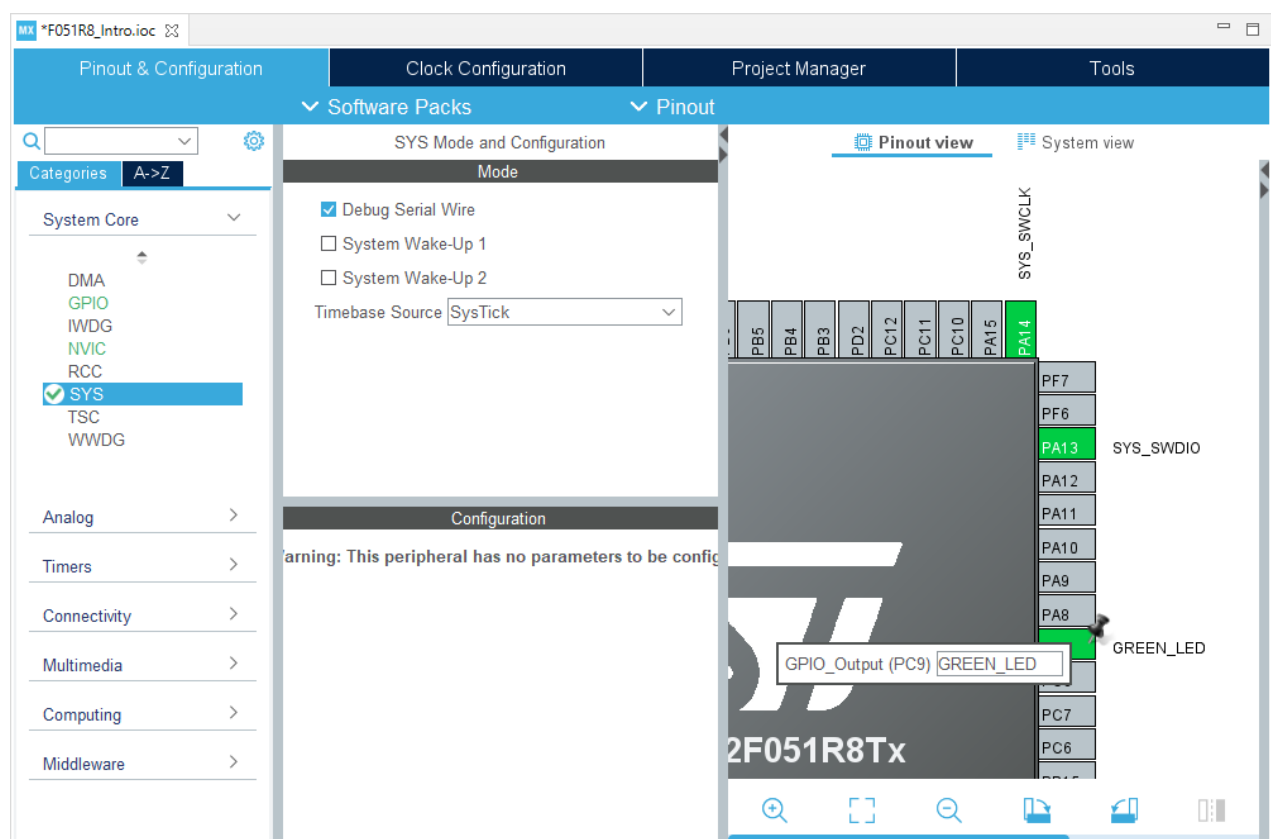 MX *F051R8_Intro.ioc
Pinout & Configuration
Clock Configuration
Project Manager
Tools
Software Packs
Pinout
Categories
A->Z
System Core
DMA
GPIO
IWDG
NVIC
RCC
SYS
TSC
WWDG
Analog
Timers
Connectivity
Multimedia
Computing
Middleware
SYS Mode and Configuration
Mode
Debug Serial Wire
System Wake-Up 1
System Wake-Up 2
Timebase Source SysTick
Configuration
arning: This peripheral has no parameters to be config
Pinout view
System view
SYS_SWCLK
PB5
PB4
PB3
PD2
PC12
PC11
PC10
PA15
PA14
PF7
PF6
PA13
SYS_SWDIO
PA12
PA11
PA10
PA9
PA8
GREEN_LED
GPIO_Output (PC9) GREEN_LED
PC7
PC6
2F051R8Tx